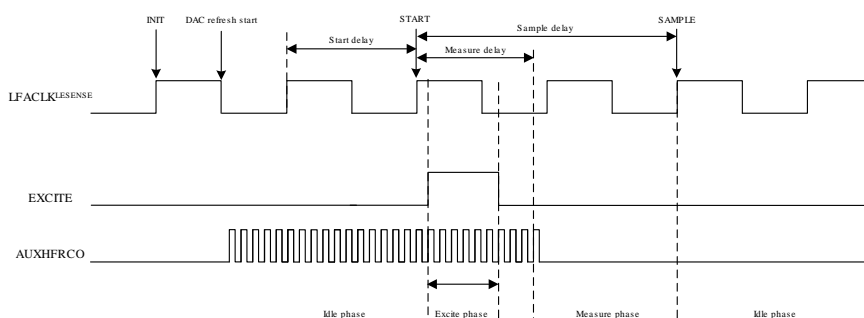 INIT DAC refresh start START SAMPLE
Start delay Sample delay
Measure delay
LFACLKLESENSE
EXCITE
AUXHFRCO
Idle phase Excite phase Measure phase Idle phase